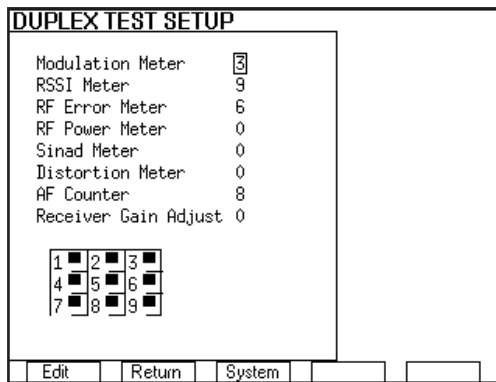 DUPLEX TEST SETUP
Modulation Meter 3
RSSI Meter 9
RF Error Meter 6
RF Power Meter 0
Sinad Meter 0
Distortion Meter 0
AF Counter 8
Receiver Gain Adjust 0
1 2 3
4 5 6
7 8 9
Edit Return System